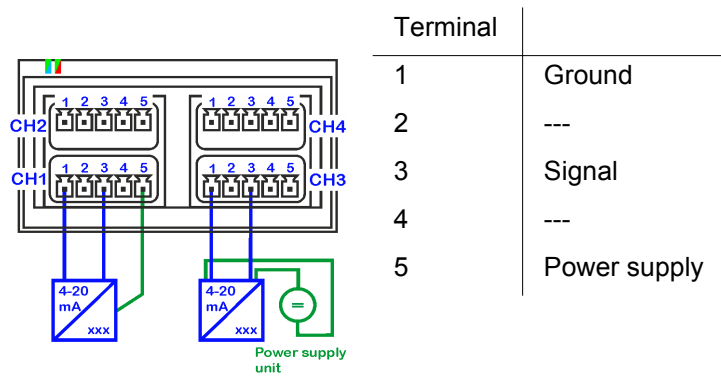 1 2 3 4 5
1 2 3 4 5
CH2
CH4
1 2 3 4 5
1 2 3 4 5
CH1
CH3
4-20
mA
xxx
4-20
mA
xxx
=
Power supply
unit
Terminal
1 Ground
2 ---
3 Signal
4 ---
5 Power supply